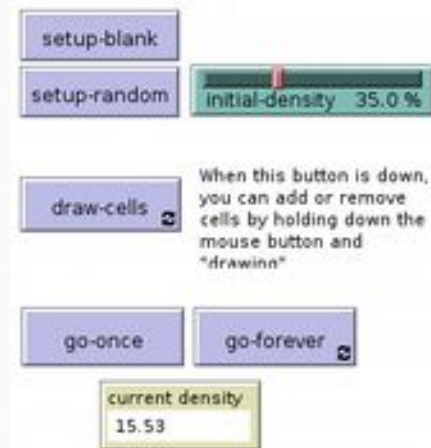 setup-blank
setup-random
initial-density 35.0 %
When this button is down,
you can add or remove
cells by holding down the
mouse button and
"drawing"
draw-cells
go-once
go-forever
current density
15.53